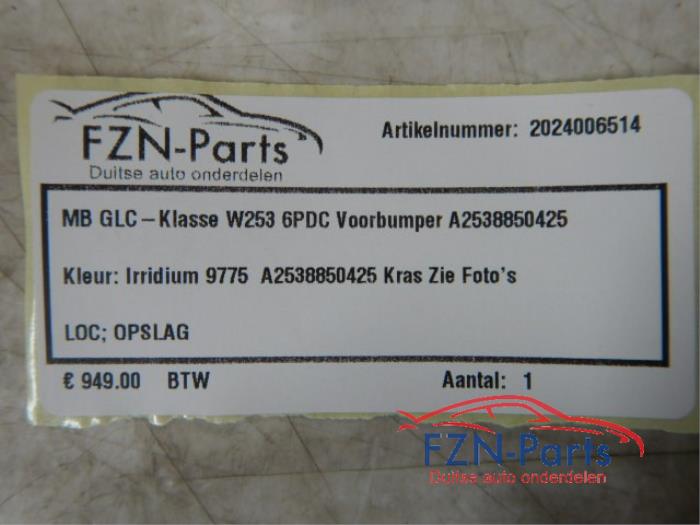 FZN-Parts
Duitse auto onderdelen
Artikelnummer: 2024006514
MB GLC-Klasse W253 6PDC Voorbumper A2538850425
Kleur: Irridium 9775 A2538850425 Kras Zie Foto's
LOC; OPSLAG
€ 949.00 BTW Aantal: 1
FZN-Parts
Duitse auto onderdelen